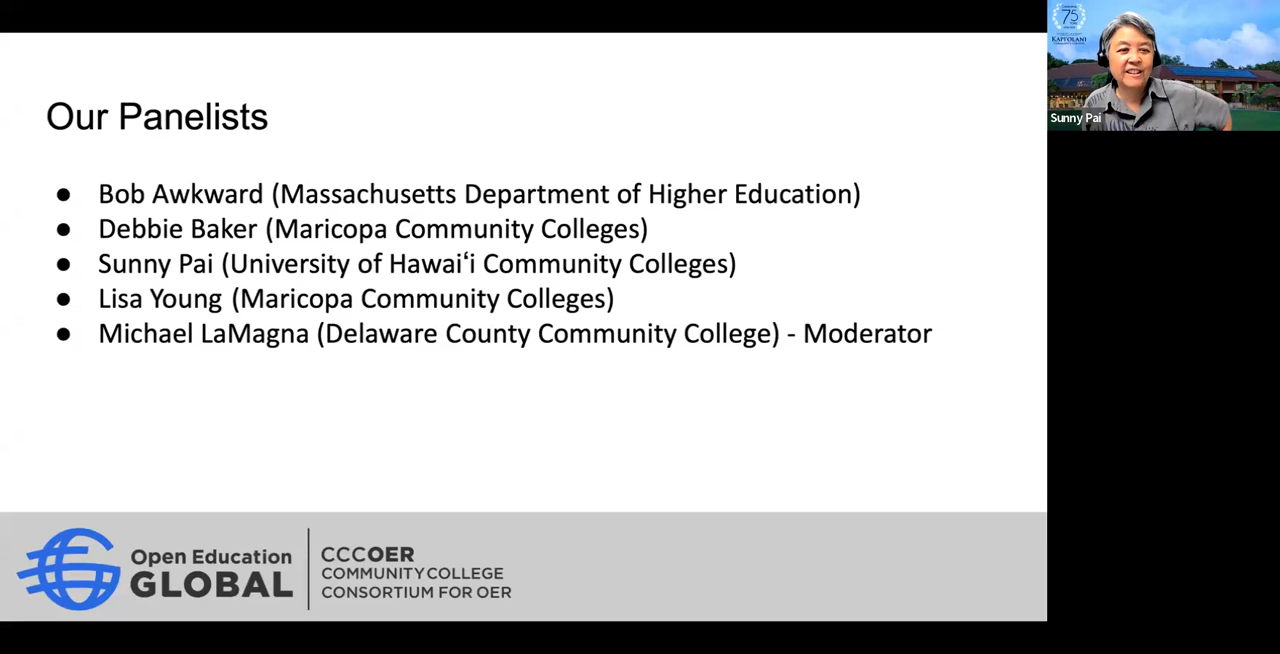 Our Panelists
● Bob Awkward (Massachusetts Department of Higher Education)
● Debbie Baker (Maricopa Community Colleges)
● Sunny Pai (University of Hawaiʻi Community Colleges)
● Lisa Young (Maricopa Community Colleges)
● Michael LaMagna (Delaware County Community College) - Moderator
Open Education
GLOBAL
CCCOER
COMMUNITY COLLEGE
CONSORTIUM FOR OER
75
KAPIʻOLANI
Sunny Pai